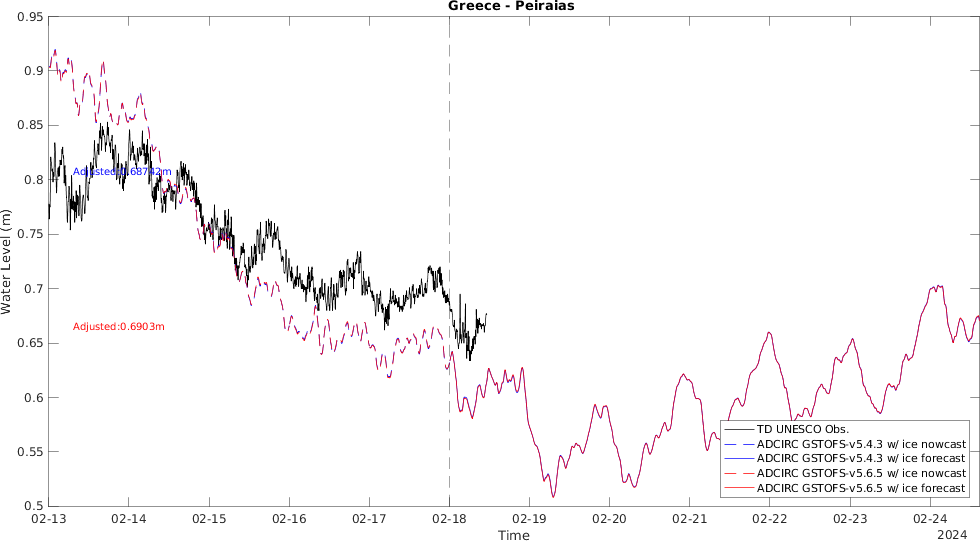 Greece - Peiraias
0.95
0.9
0.85
0.8
0.75
0.7
0.65
0.6
0.55
0.5
Water Level (m)
Adjusted:0.68742m
Adjusted:0.6903m
TD UNESCO Obs.
ADCIRC GSTOFS-v5.4.3 w/ ice nowcast
ADCIRC GSTOFS-v5.4.3 w/ ice forecast
ADCIRC GSTOFS-v5.6.5 w/ ice nowcast
ADCIRC GSTOFS-v5.6.5 w/ ice forecast
02-13 02-14 02-15 02-16 02-17 02-18 02-19 02-20 02-21 02-22 02-23 02-24
Time
2024